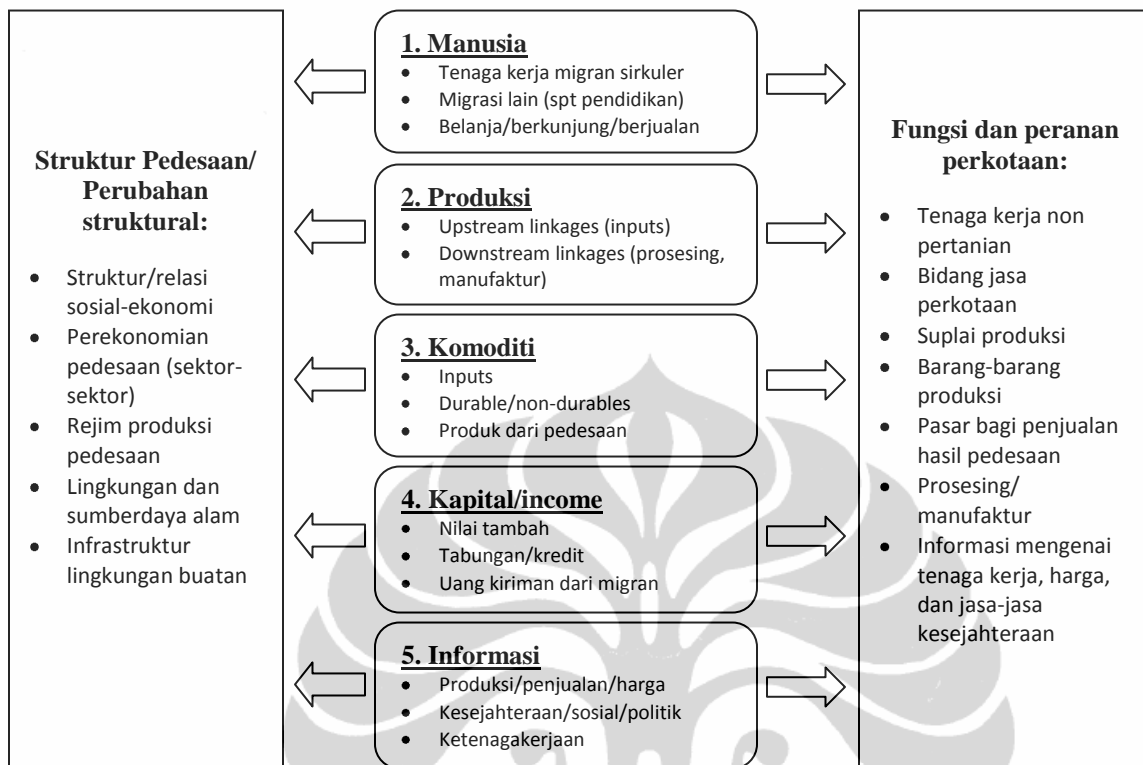 Struktur Pedesaan/
Perubahan
struktural:
• Struktur/relasi
sosial-ekonomi
• Perekonomian
pedesaan (sektor-
sektor)
• Rejim produksi
pedesaan
• Lingkungan dan
sumberdaya alam
• Infrastruktur
lingkungan buatan
1. Manusia
• Tenaga kerja migran sirkuler
• Migrasi lain (spt pendidikan)
• Belanja/berkunjung/berjualan
2. Produksi
• Upstream linkages (inputs)
• Downstream linkages (prosesing,
manufaktur)
3. Komoditi
• Inputs
• Durable/non-durables
• Produk dari pedesaan
4. Kapital/income
• Nilai tambah
• Tabungan/kredit
• Uang kiriman dari migran
5. Informasi
• Produksi/penjualan/harga
• Kesejahteraan/sosial/politik
• Ketenagakerjaan
Fungsi dan peranan
perkotaan:
• Tenaga kerja non
pertanian
• Bidang jasa
perkotaan
• Suplai produksi
• Barang-barang
produksi
• Pasar bagi penjualan
hasil pedesaan
• Prosesing/
manufaktur
• Informasi mengenai
tenaga kerja, harga,
dan jasa-jasa
kesejahteraan